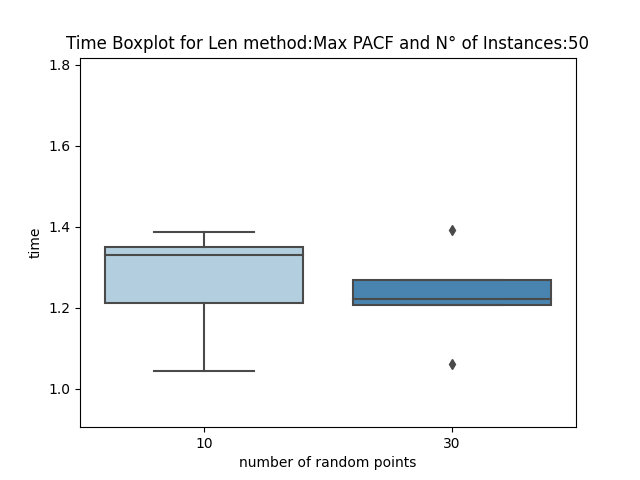 Time Boxplot for Len method:Max PACF and N° of Instances:50
1.8
1.6
1.4
1.2
1.0
time
10 30
number of random points